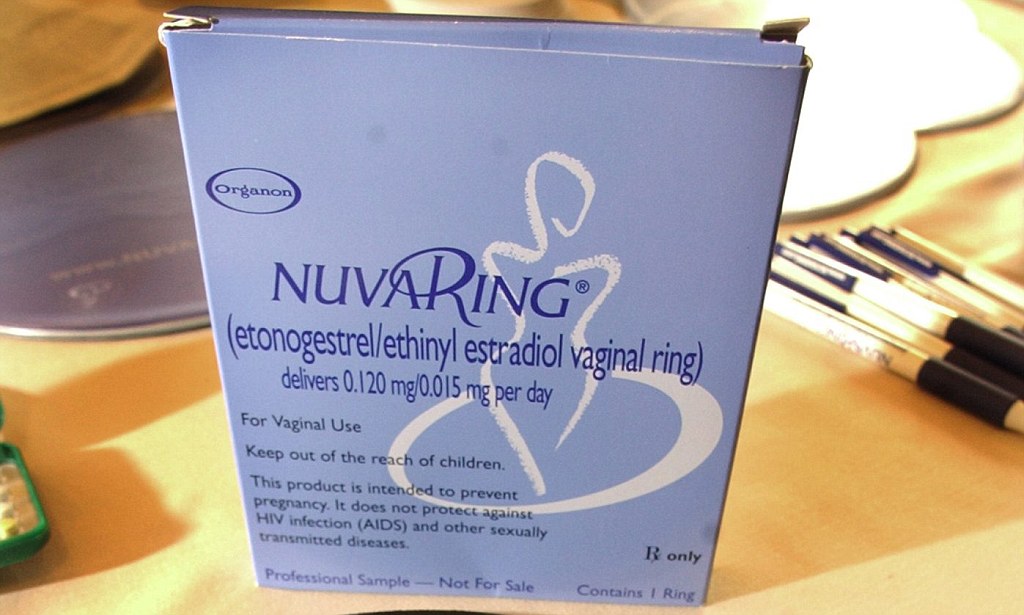 Organon
NUVARING®
(etonogestrel/ethinyl estradiol vaginal ring)
delivers 0.120 mg/0.015 mg per day
For Vaginal Use
Keep out of the reach of children.
This product is intended to prevent
pregnancy. It does not protect against
HIV infection (AIDS) and other sexually
transmitted diseases.
℞ only
Professional Sample — Not For Sale
Contains 1 Ring